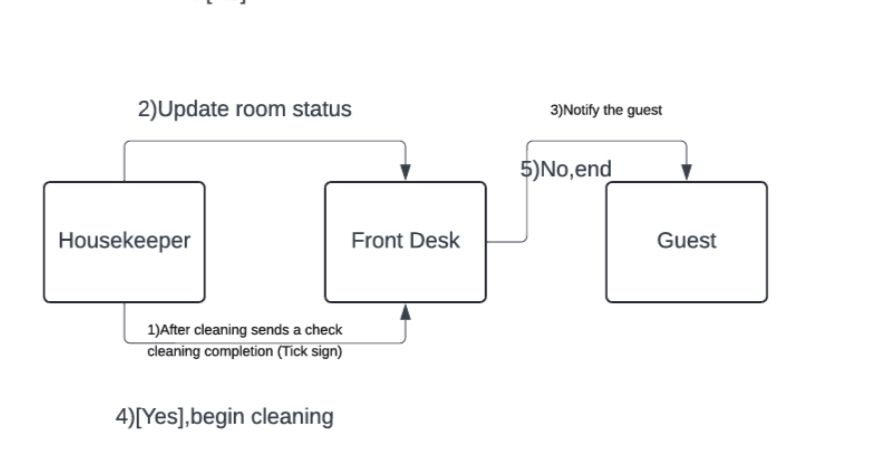 2)Update room status
3)Notify the guest
5)No,end
Housekeeper
Front Desk
Guest
1)After cleaning sends a check
cleaning completion (Tick sign)
4)[Yes],begin cleaning